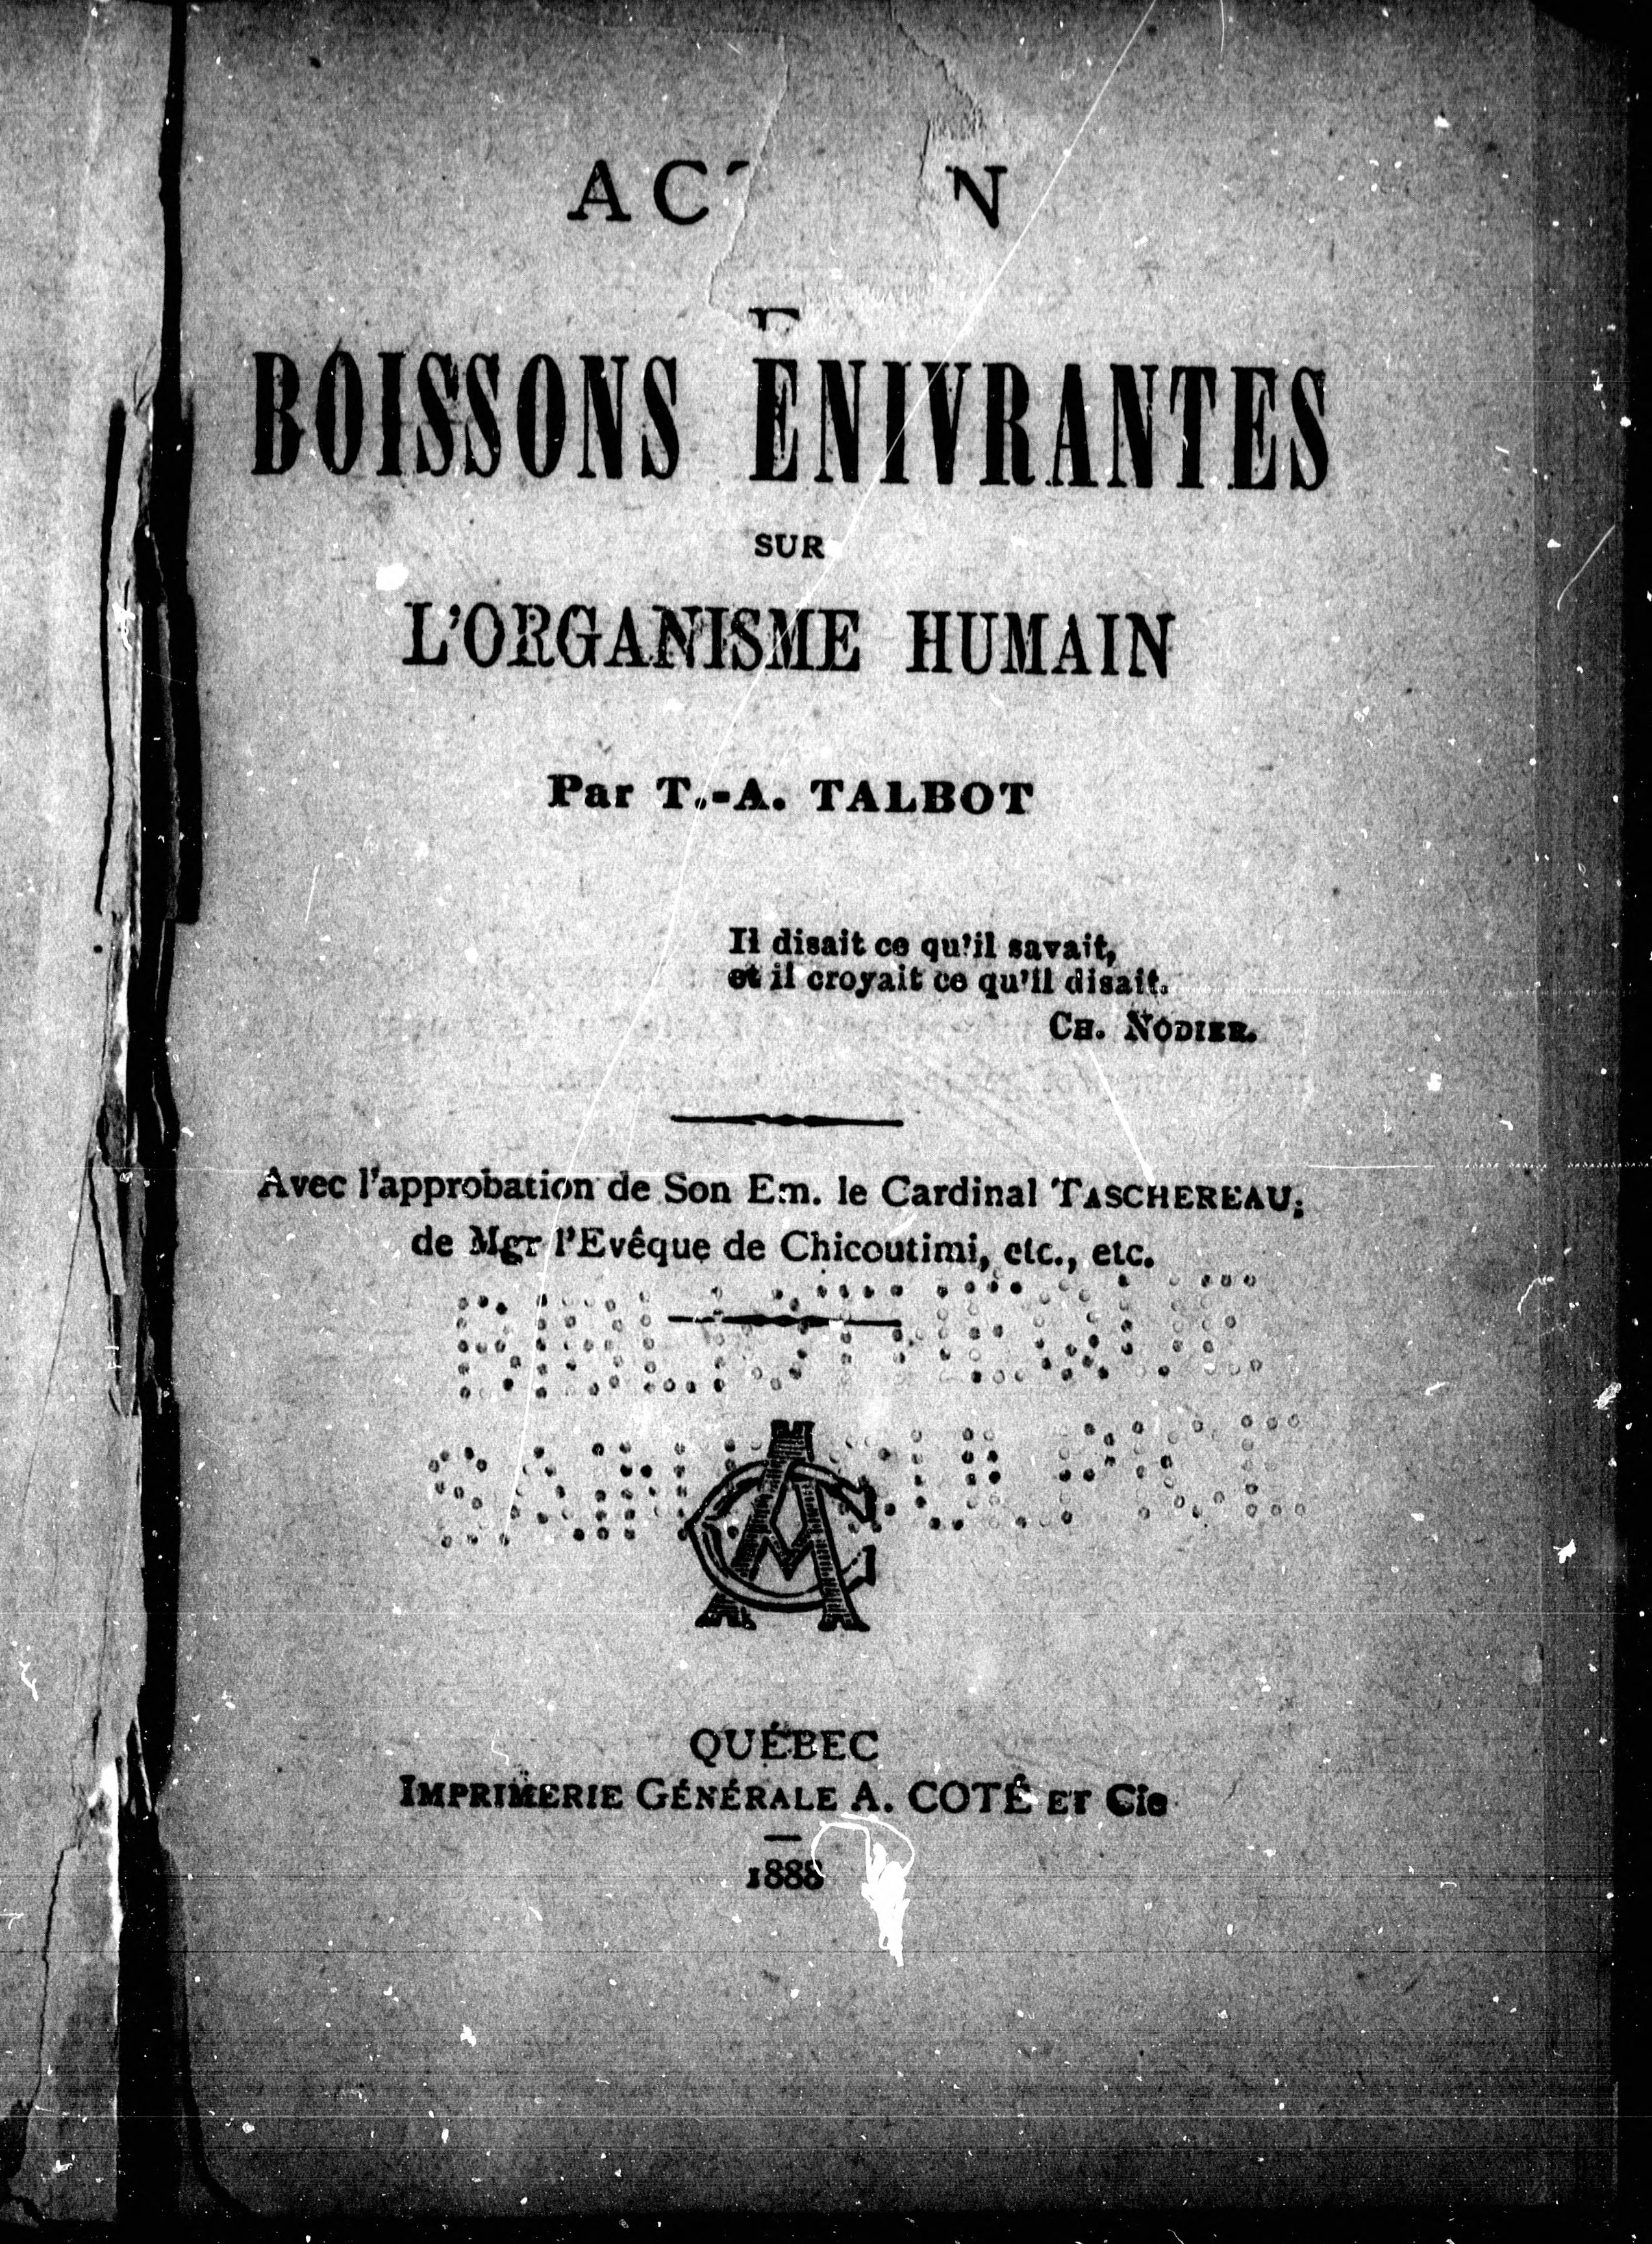 BOISSONS ENIVRANTES
SUR
L'ORGANISME HUMAIN
Par T.-A. TALBOT
Il disait ce qu'il savait,
et il croyait ce qu'il disait.
CH. NODIER.
Avec l'approbation de Son Em. le Cardinal TASCHEREAU;
de Mgr l'Evêque de Chicoutimi, etc., etc.
QUÉBEC
IMPRIMERIE GÉNÉRALE A. COTÉ ET Cie
1888